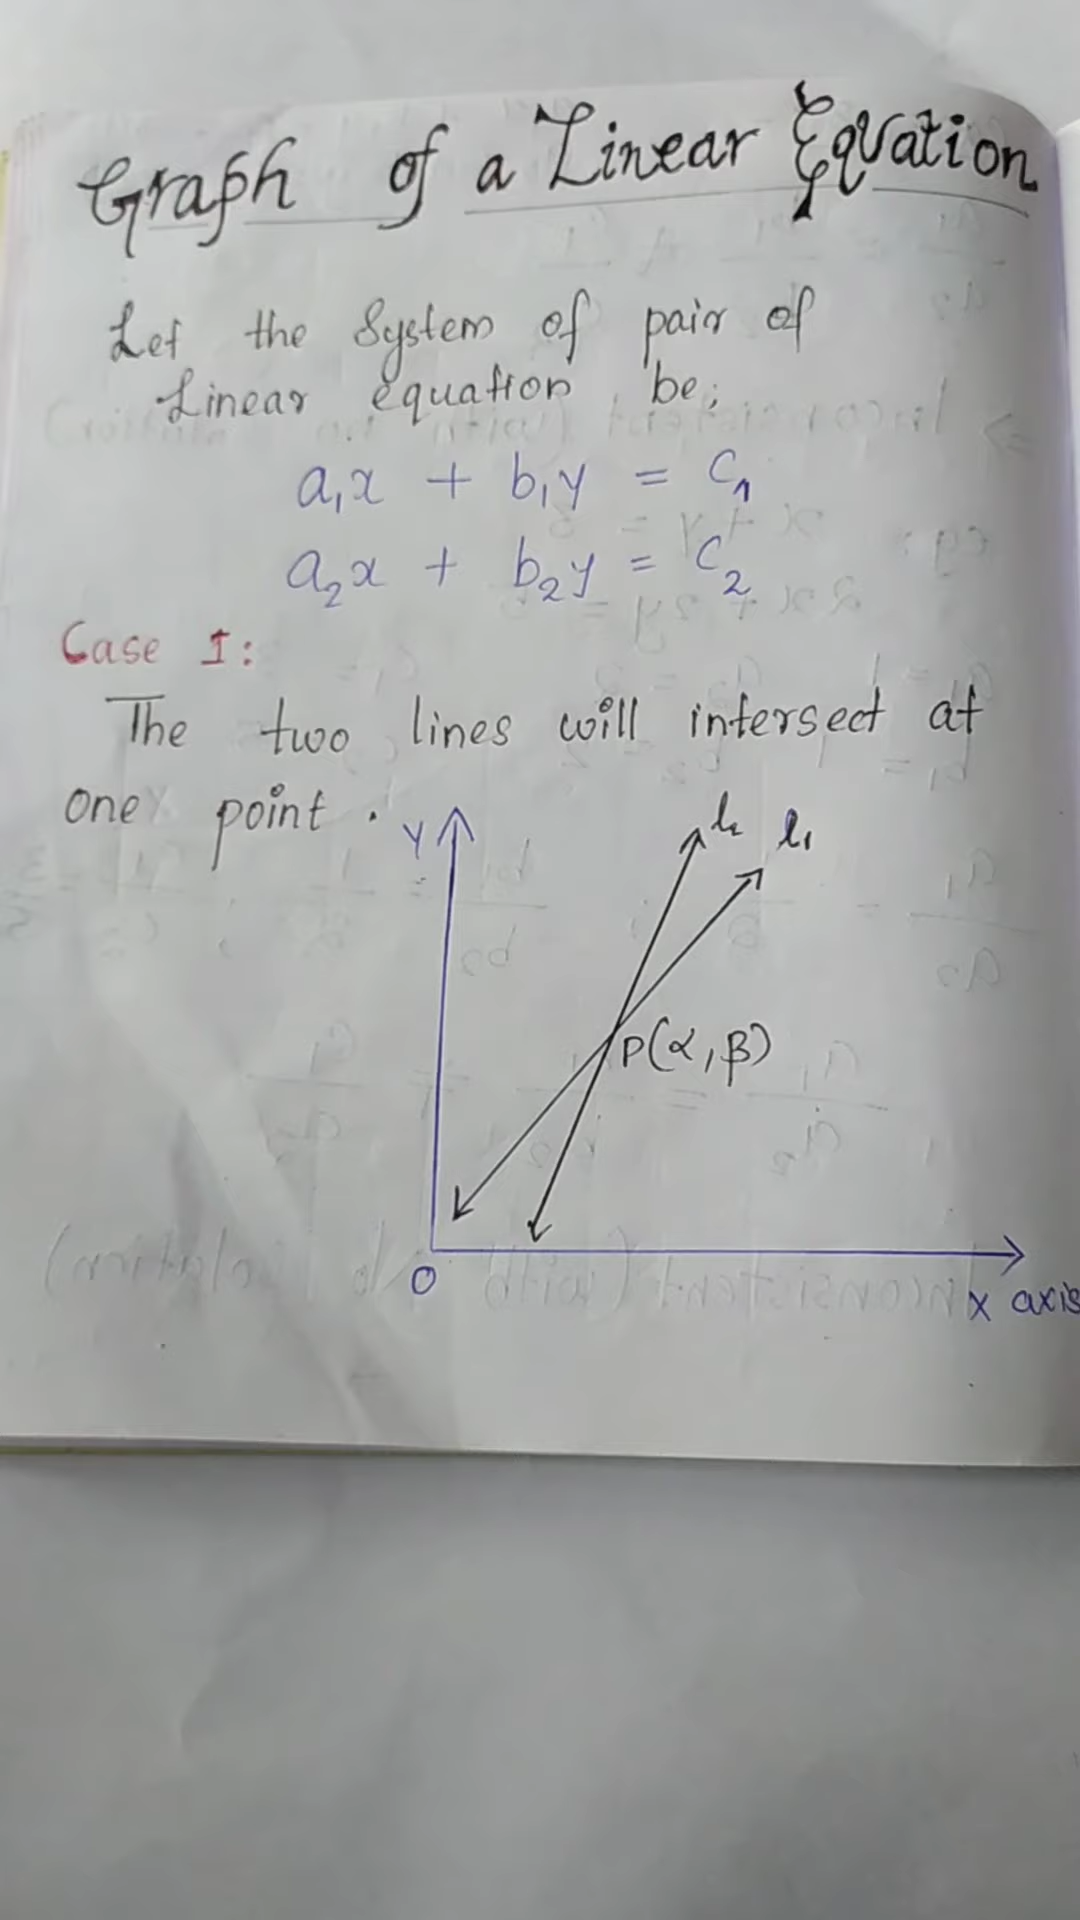 Graph of a Linear Equation
Let the System of pair of
Linear equation be;
a₁x + b₁y = C₁
a₂x + b₂y = C₂
Case I:
The two lines will intersect at
one point.
Y
l₂ l₁
P(α, β)
O
X axis